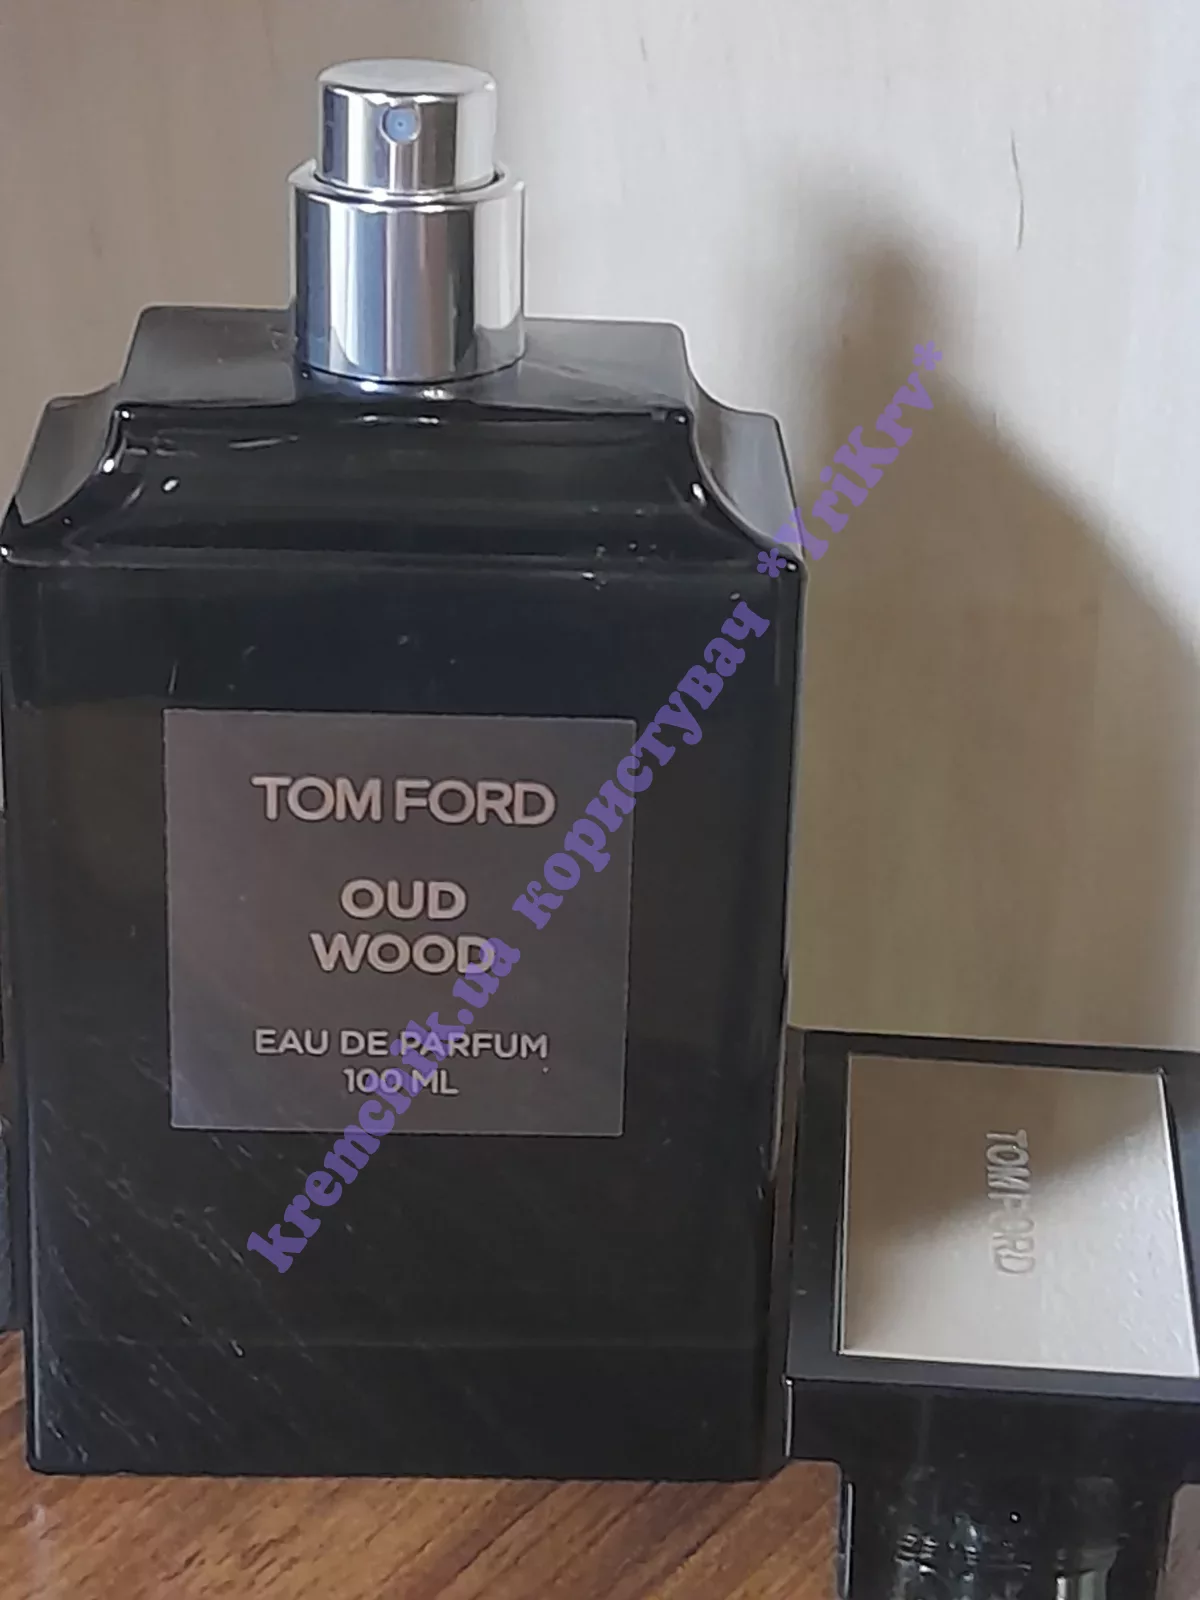 TOM FORD
OUD
WOOD
EAU DE PARFUM
100 ML
TOM FORD
kremchik.ua користувач *YriKrv*